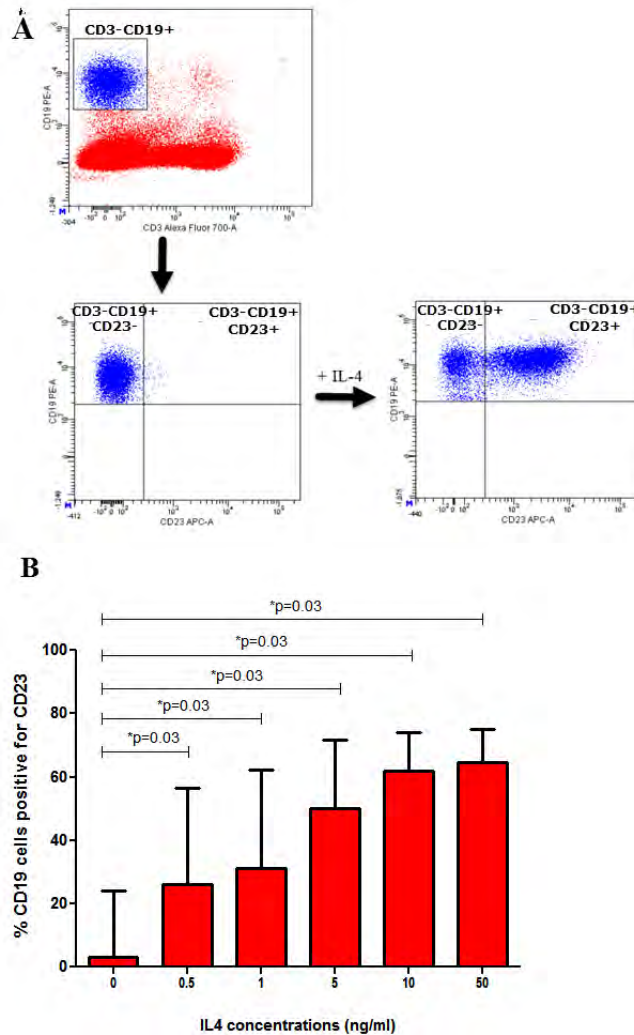 A
CD3-CD19+
CD19 PE-A
CD3 Alexa Fluor 700-A
CD3-CD19+
CD23-
CD3-CD19+
CD23+
CD19 PE-A
CD23 APC-A
+ IL-4
CD3-CD19+
CD23-
CD3-CD19+
CD23+
CD19 PE-A
CD23 APC-A
B
*p=0.03
*p=0.03
*p=0.03
*p=0.03
*p=0.03
% CD19 cells positive for CD23
100
80
60
40
20
0
0 0.5 1 5 10 50
IL4 concentrations (ng/ml)